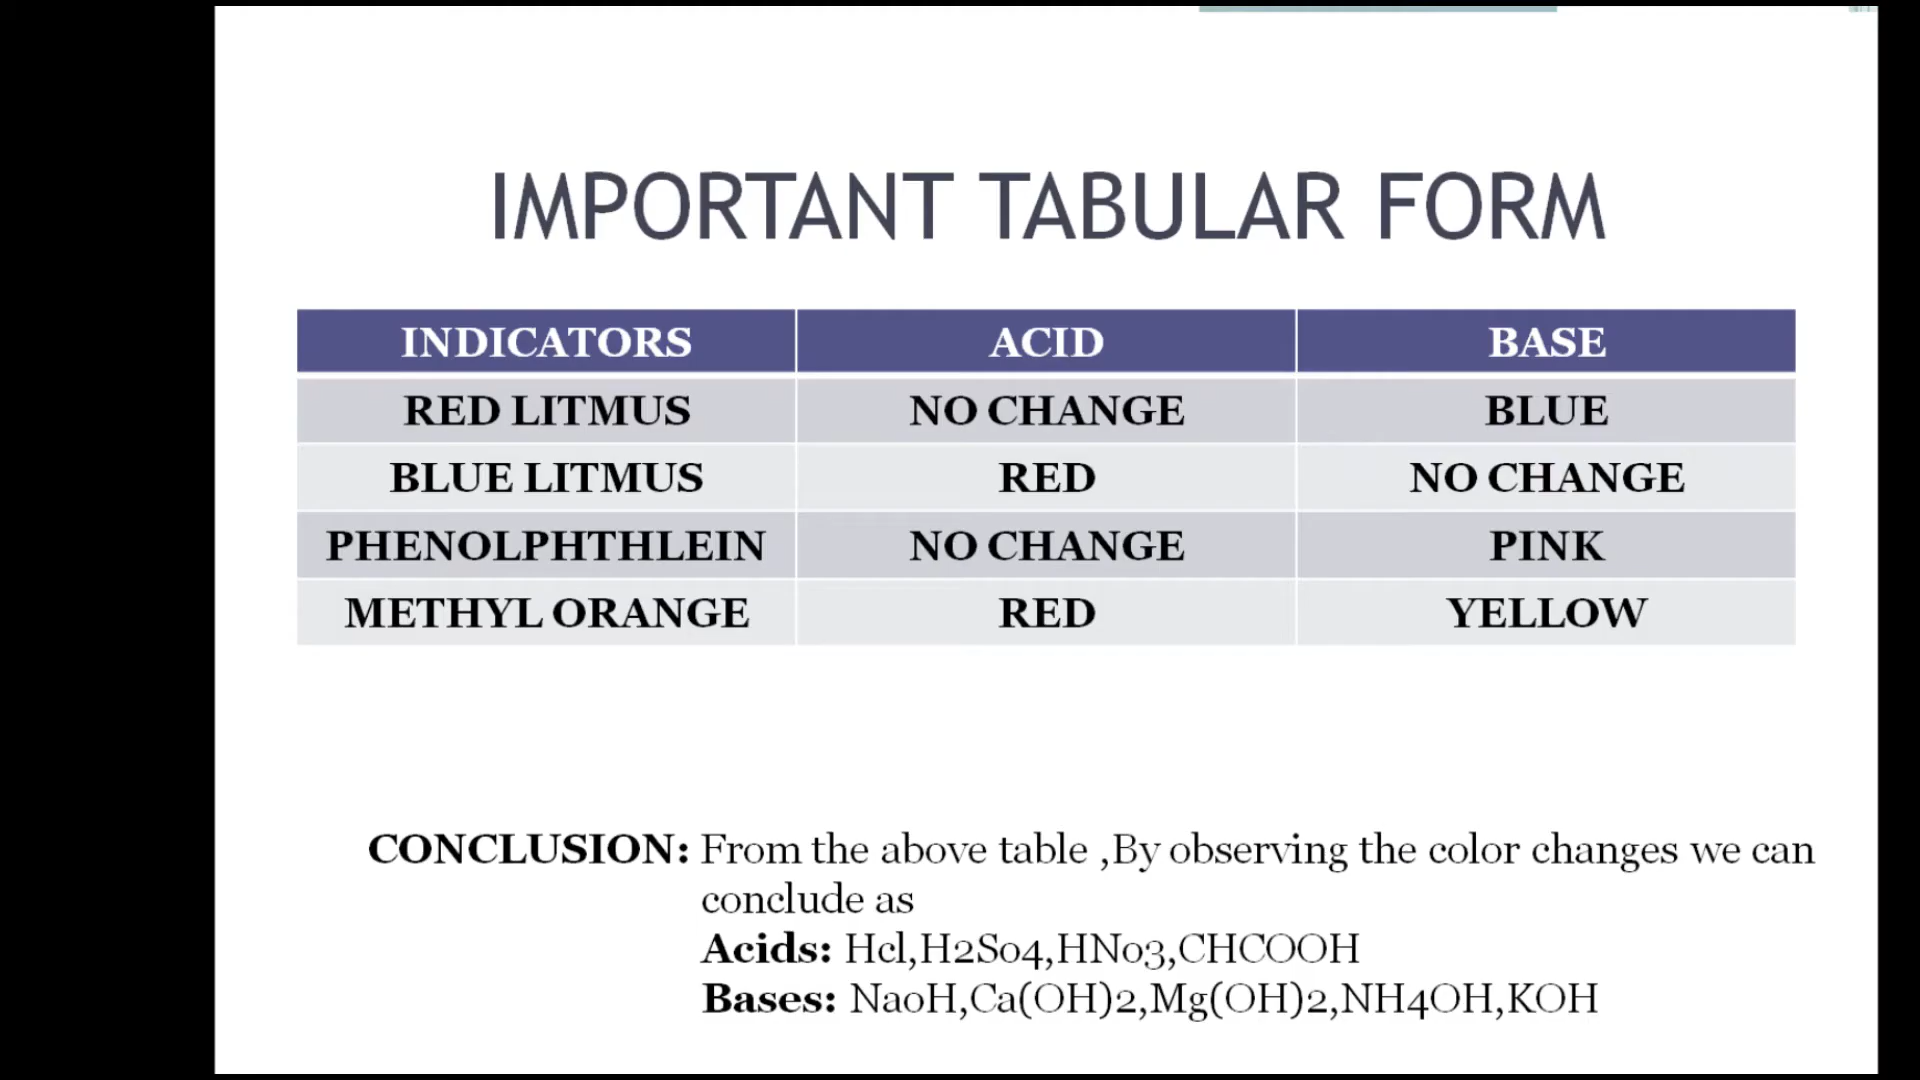 IMPORTANT TABULAR FORM
INDICATORS ACID BASE
RED LITMUS NO CHANGE BLUE
BLUE LITMUS RED NO CHANGE
PHENOLPHTHLEIN NO CHANGE PINK
METHYL ORANGE RED YELLOW
CONCLUSION: From the above table ,By observing the color changes we can
conclude as
Acids: Hcl,H2So4,HNo3,CHCOOH
Bases: NaoH,Ca(OH)2,Mg(OH)2,NH4OH,KOH